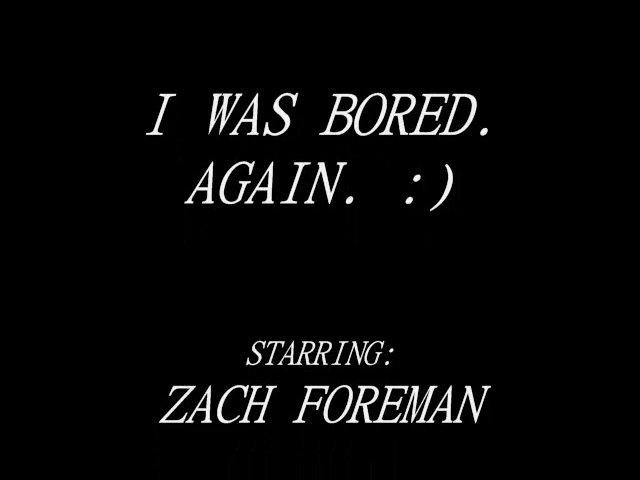 I WAS BORED.
AGAIN. :)
STARRING:
ZACH FOREMAN